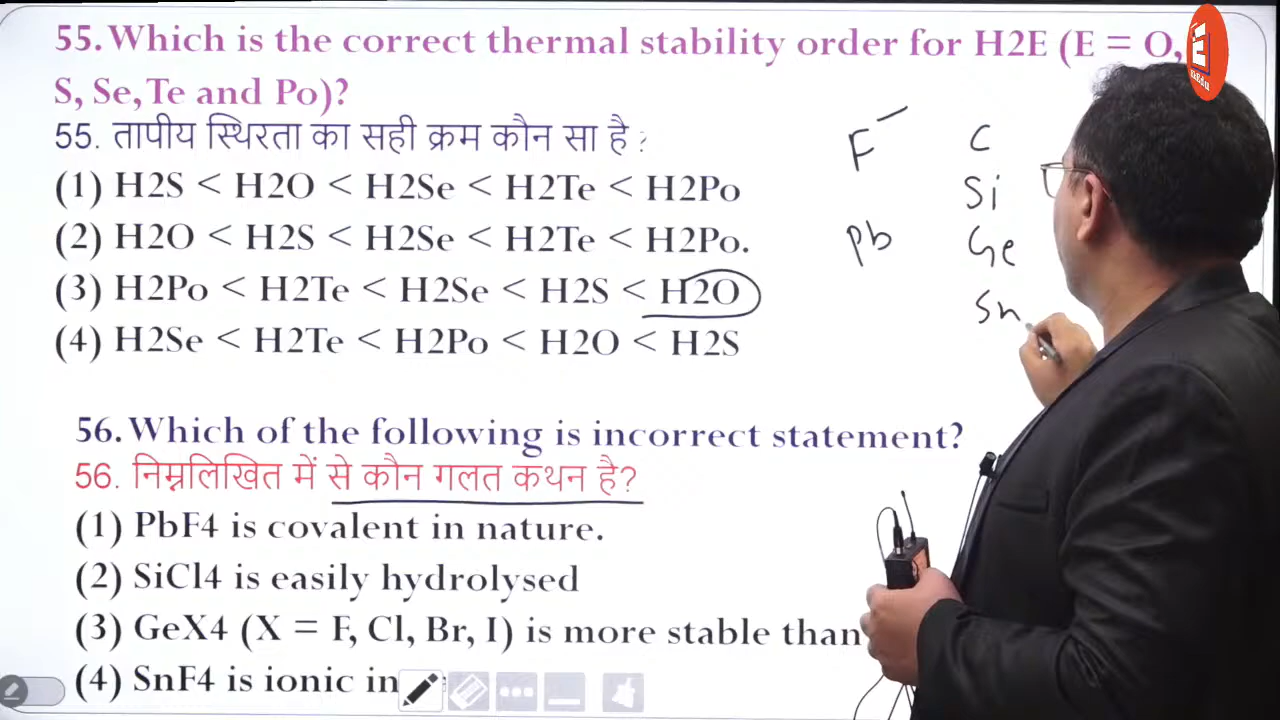 55. Which is the correct thermal stability order for H2E (E = O,
S, Se, Te and Po)?
55. तापीय स्थिरता का सही क्रम कौन सा है ?
(1) H2S < H2O < H2Se < H2Te < H2Po
(2) H2O < H2S < H2Se < H2Te < H2Po.
(3) H2Po < H2Te < H2Se < H2S < H2O
(4) H2Se < H2Te < H2Po < H2O < H2S
F⁻ C
Si
Pb Ge
Sn
56. Which of the following is incorrect statement?
56. निम्नलिखित में से कौन गलत कथन है?
(1) PbF4 is covalent in nature.
(2) SiCl4 is easily hydrolysed
(3) GeX4 (X = F, Cl, Br, I) is more stable than
(4) SnF4 is ionic in